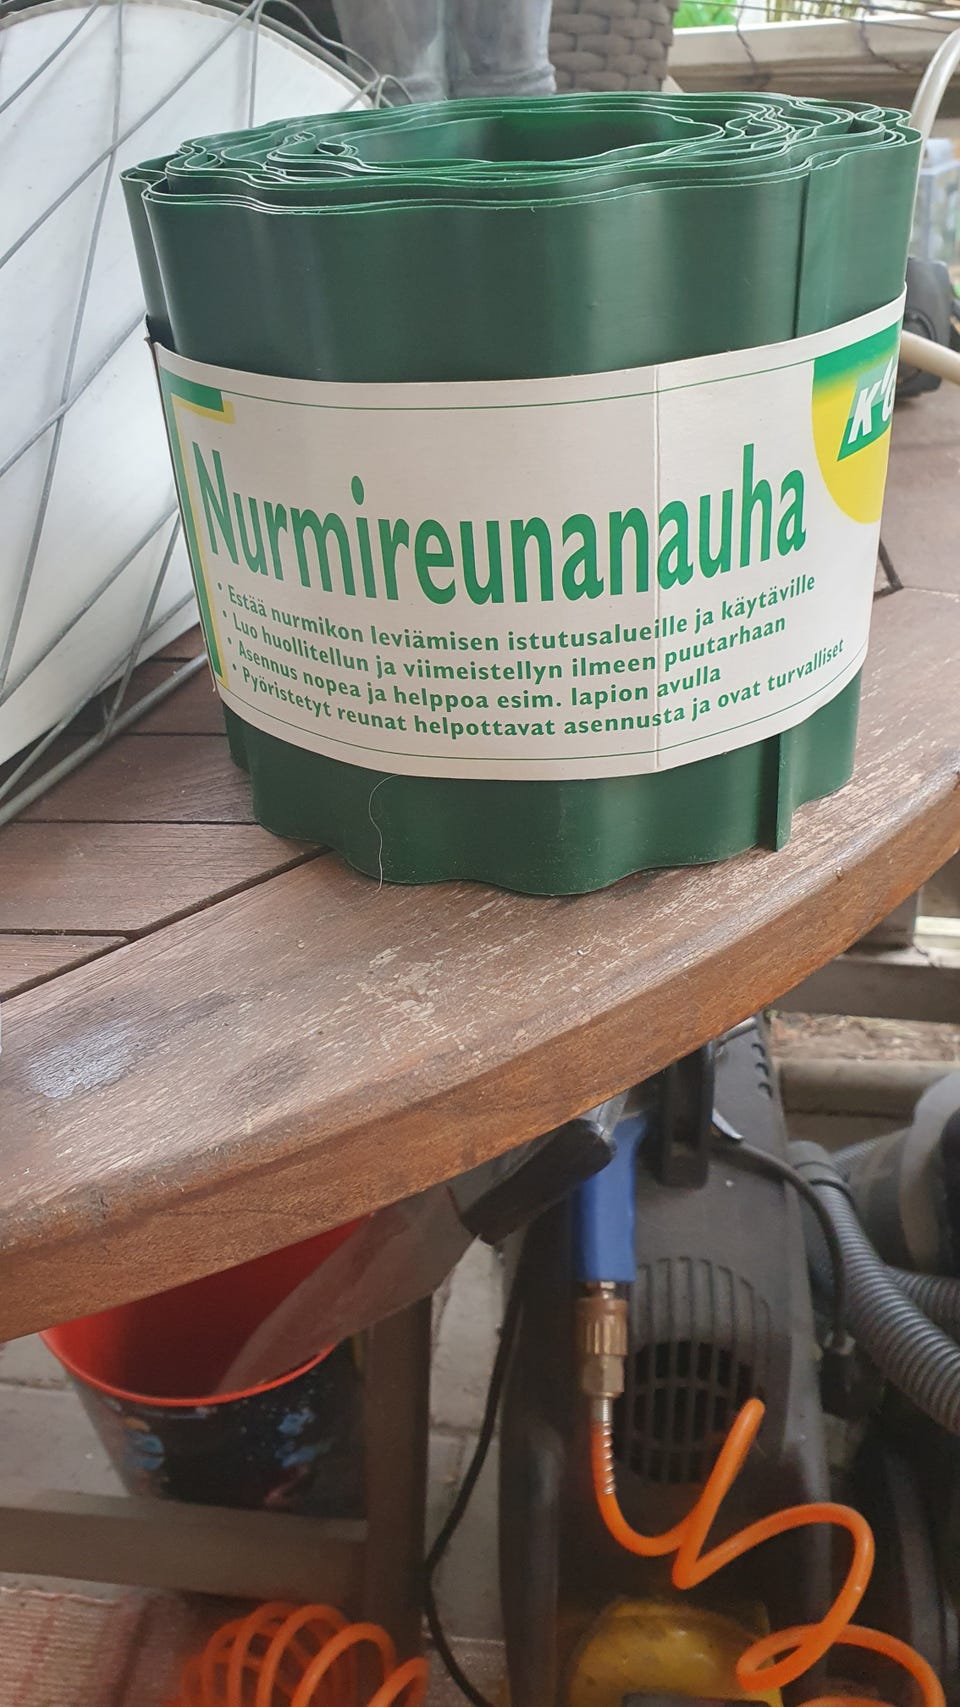 Nurmireunanauha
• Estää nurmikon leviämisen istutusalueille ja käytäville
• Luo huollitellun ja viimeistellyn ilmeen puutarhaan
• Asennus nopea ja helppoa esim. lapion avulla
• Pyöristetyt reunat helpottavat asennusta ja ovat turvalliset